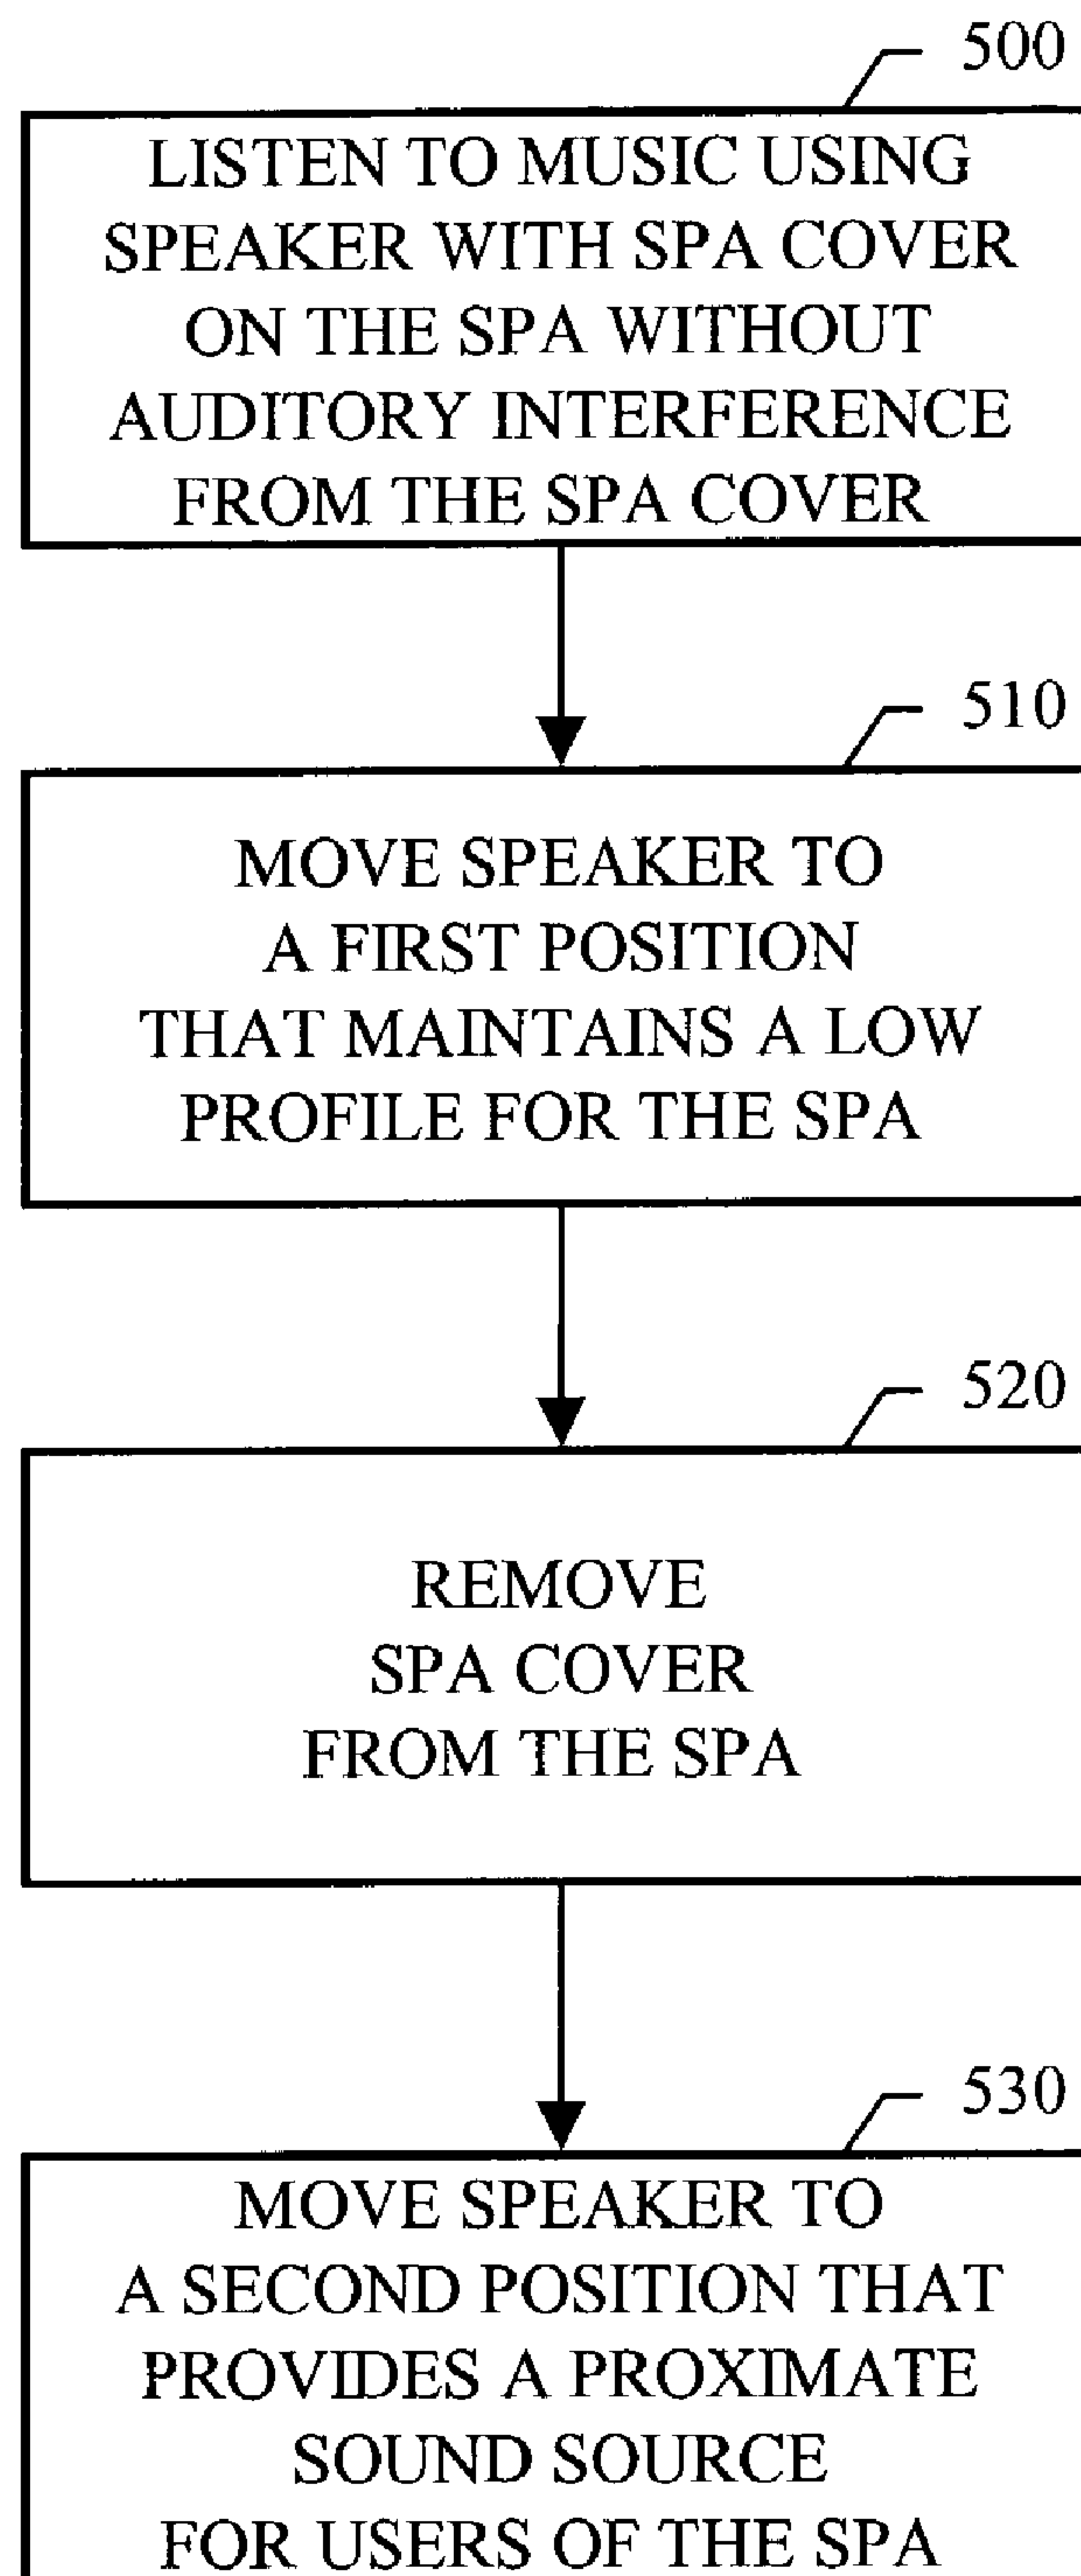 500
LISTEN TO MUSIC USING
SPEAKER WITH SPA COVER
ON THE SPA WITHOUT
AUDITORY INTERFERENCE
FROM THE SPA COVER
510
MOVE SPEAKER TO
A FIRST POSITION
THAT MAINTAINS A LOW
PROFILE FOR THE SPA
520
REMOVE
SPA COVER
FROM THE SPA
530
MOVE SPEAKER TO
A SECOND POSITION THAT
PROVIDES A PROXIMATE
SOUND SOURCE
FOR USERS OF THE SPA